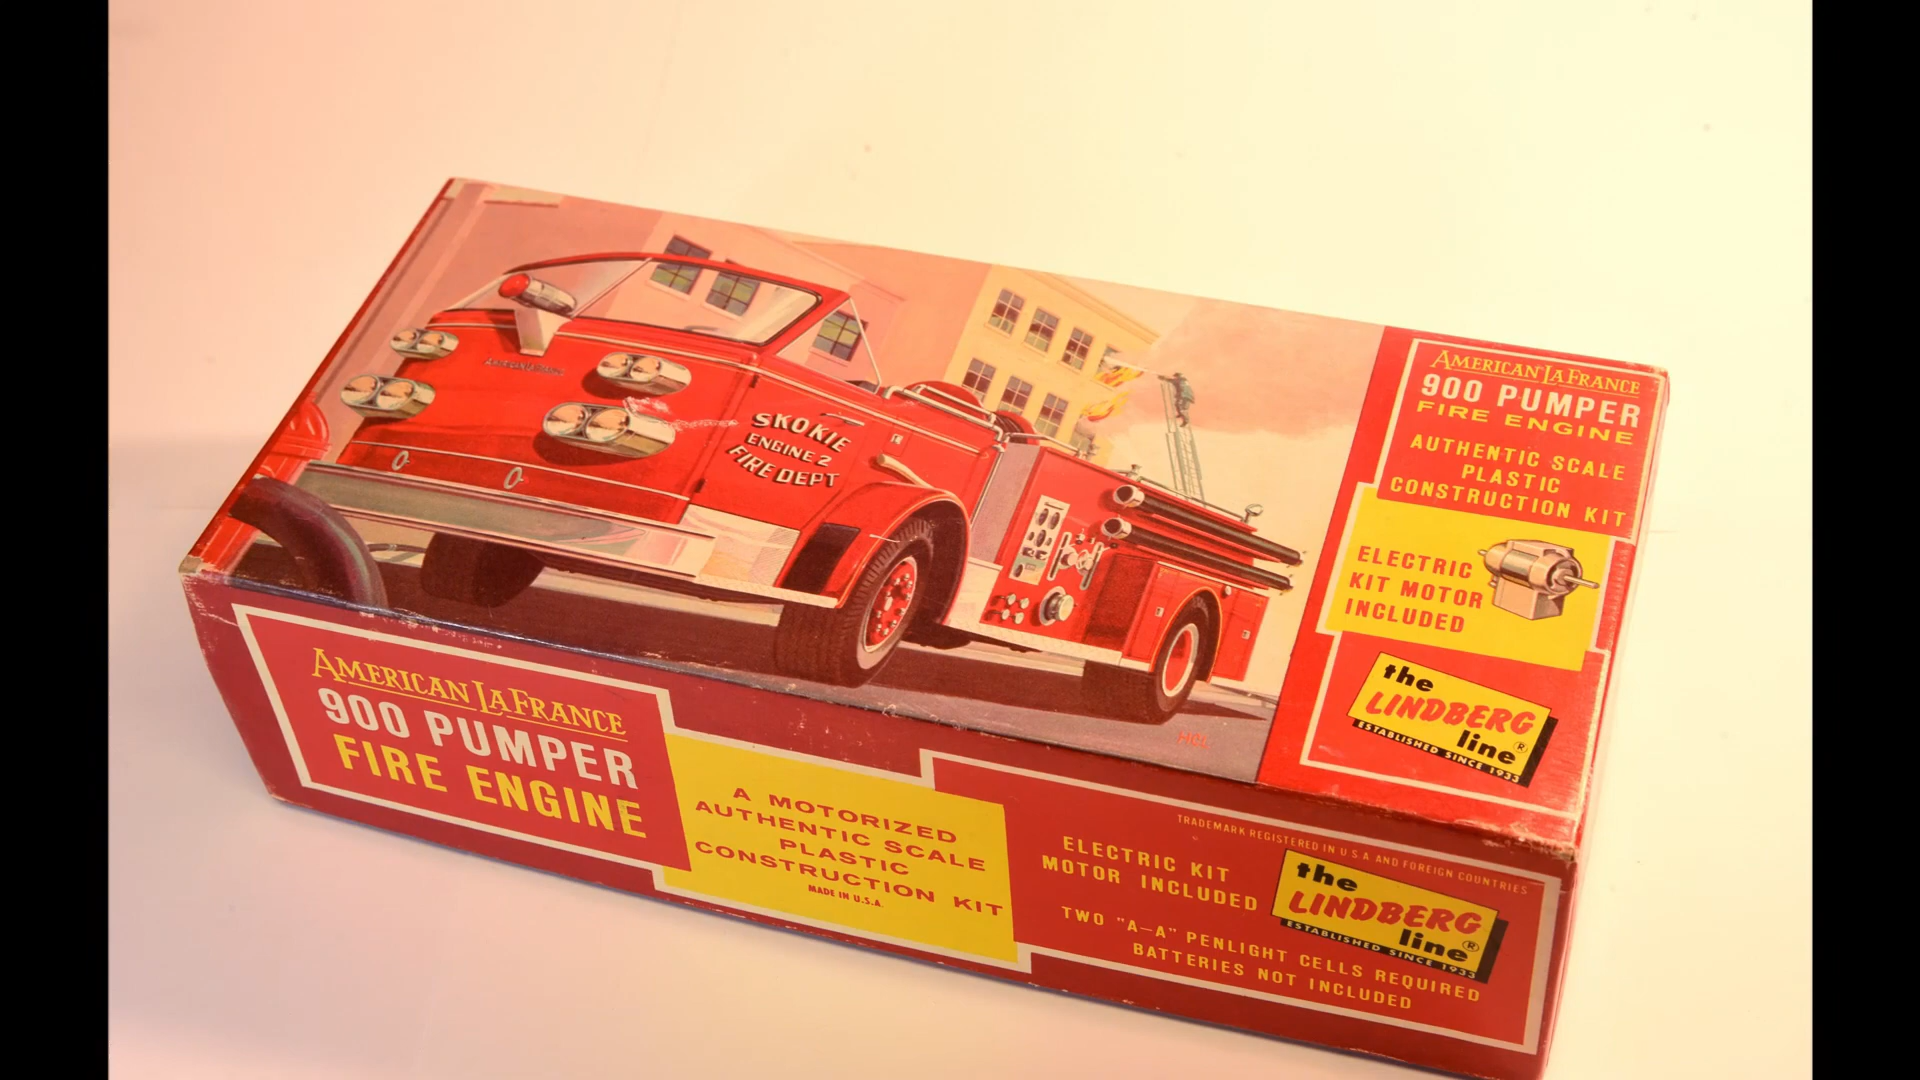 AMERICAN LAFRANCE
SKOKIE
ENGINE 2
FIRE DEPT
AMERICAN LAFRANCE
900 PUMPER
FIRE ENGINE
AUTHENTIC SCALE
PLASTIC
CONSTRUCTION KIT
ELECTRIC
KIT MOTOR
INCLUDED
the
LINDBERG
line®
ESTABLISHED SINCE 1933
HCL
AMERICAN LAFRANCE
900 PUMPER
FIRE ENGINE
A MOTORIZED
AUTHENTIC SCALE
PLASTIC
CONSTRUCTION KIT
MADE IN U.S.A.
TRADEMARK REGISTERED IN U.S.A AND FOREIGN COUNTRIES
ELECTRIC KIT
MOTOR INCLUDED
the
LINDBERG
line®
ESTABLISHED SINCE 1933
TWO "A-A" PENLIGHT CELLS REQUIRED
BATTERIES NOT INCLUDED